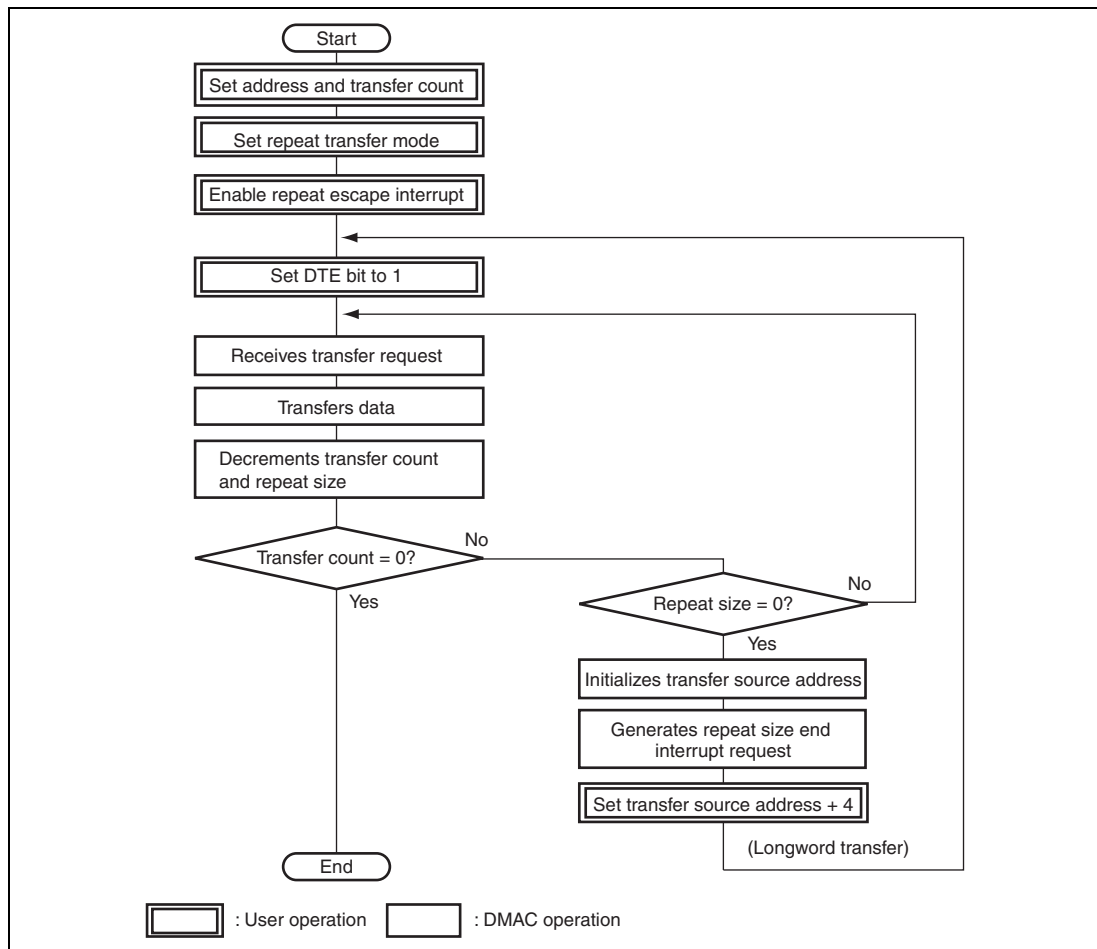 Start
Set address and transfer count
Set repeat transfer mode
Enable repeat escape interrupt
Set DTE bit to 1
Receives transfer request
Transfers data
Decrements transfer count
and repeat size
Transfer count = 0?
No
Yes
Repeat size = 0?
No
Yes
Initializes transfer source address
Generates repeat size end
interrupt request
Set transfer source address + 4
(Longword transfer)
End
: User operation
: DMAC operation